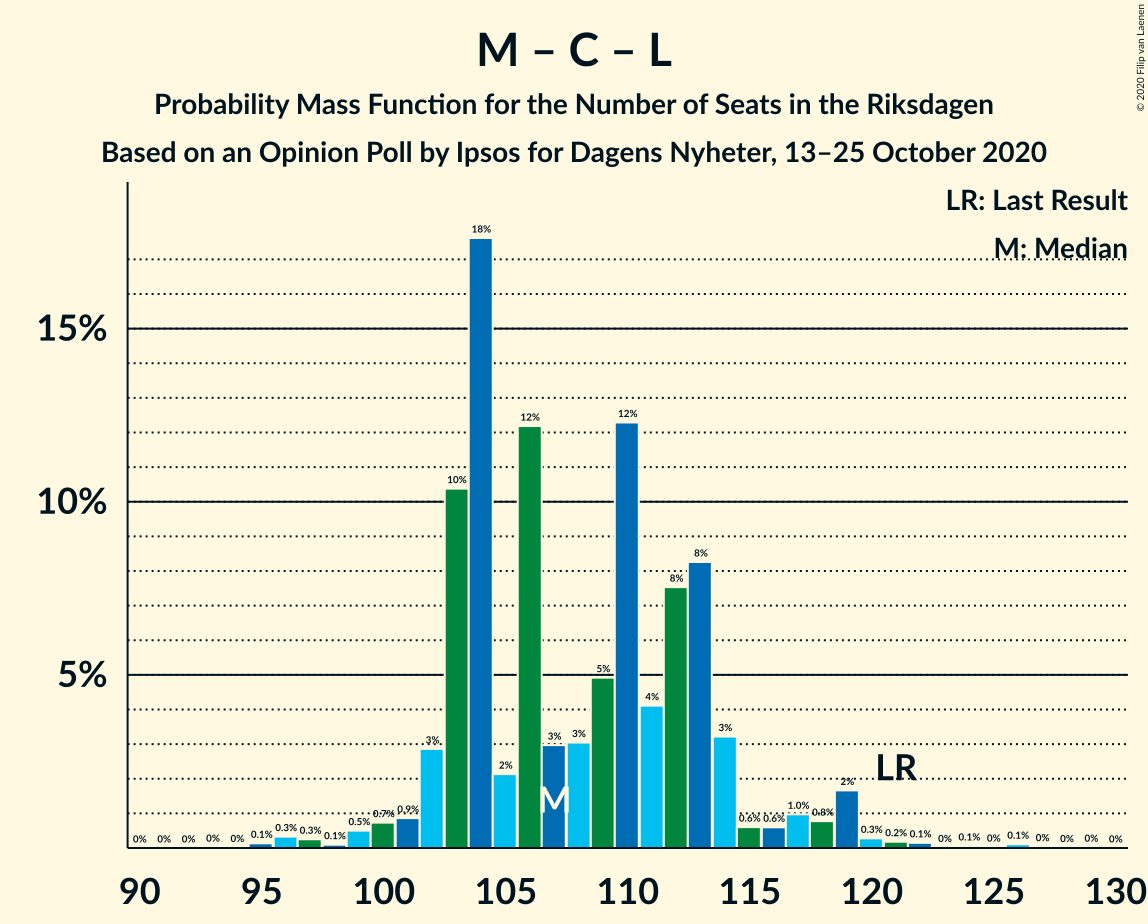 M – C – L
Probability Mass Function for the Number of Seats in the Riksdagen
Based on an Opinion Poll by Ipsos for Dagens Nyheter, 13–25 October 2020
© 2020 Filip van Laenen
LR: Last Result
M: Median
15%
10%
5%
0% 0% 0% 0% 0% 0.1% 0.3% 0.3% 0.1% 0.5% 0.7% 0.9% 3% 10% 18% 2% 12% 3% 3% 5% 12% 4% 8% 8% 3% 0.6% 0.6% 1.0% 0.8% 2% 0.3% 0.2% 0.1% 0% 0.1% 0% 0.1% 0% 0% 0% 0%
M
LR
90 95 100 105 110 115 120 125 130